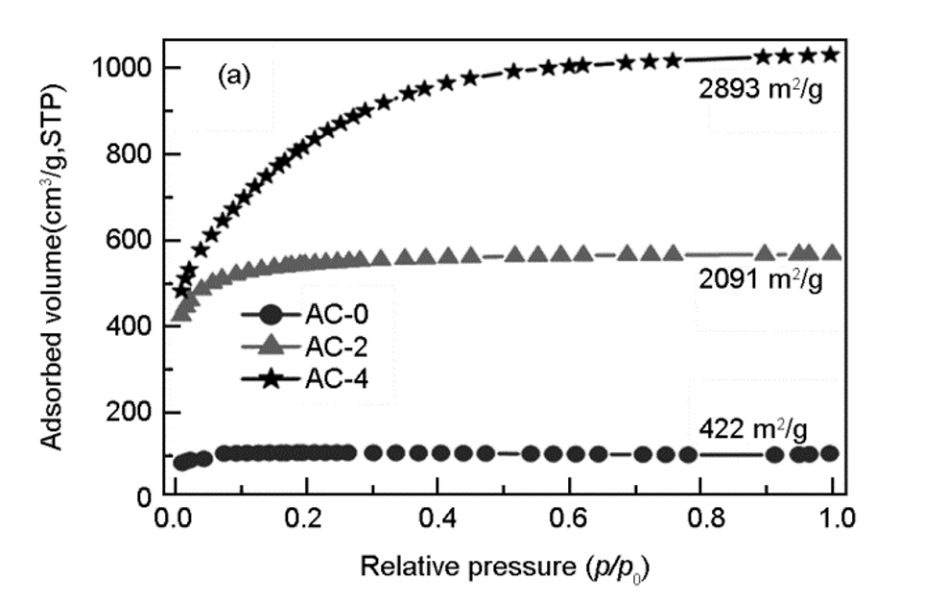 (a)
Adsorbed volume(cm³/g,STP)
1000
800
600
400
200
0
2893 m²/g
2091 m²/g
422 m²/g
AC-0
AC-2
AC-4
0.0 0.2 0.4 0.6 0.8 1.0
Relative pressure (p/p₀)